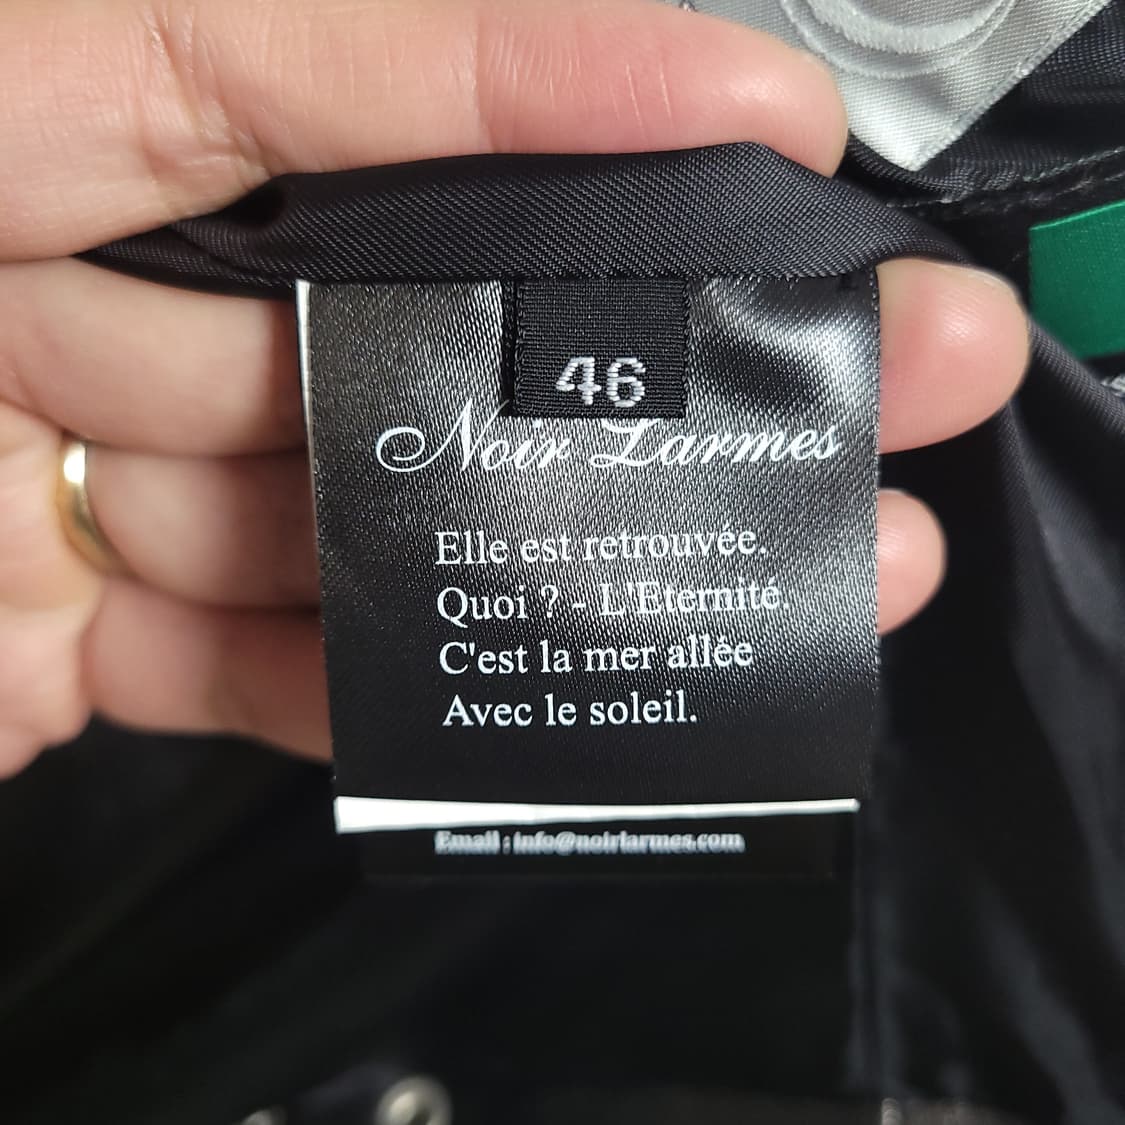 46
Noir Larmes
Elle est retrouvée.
Quoi ? - L'Eternité.
C'est la mer allée
Avec le soleil.
Email : info@noirlarmes.com